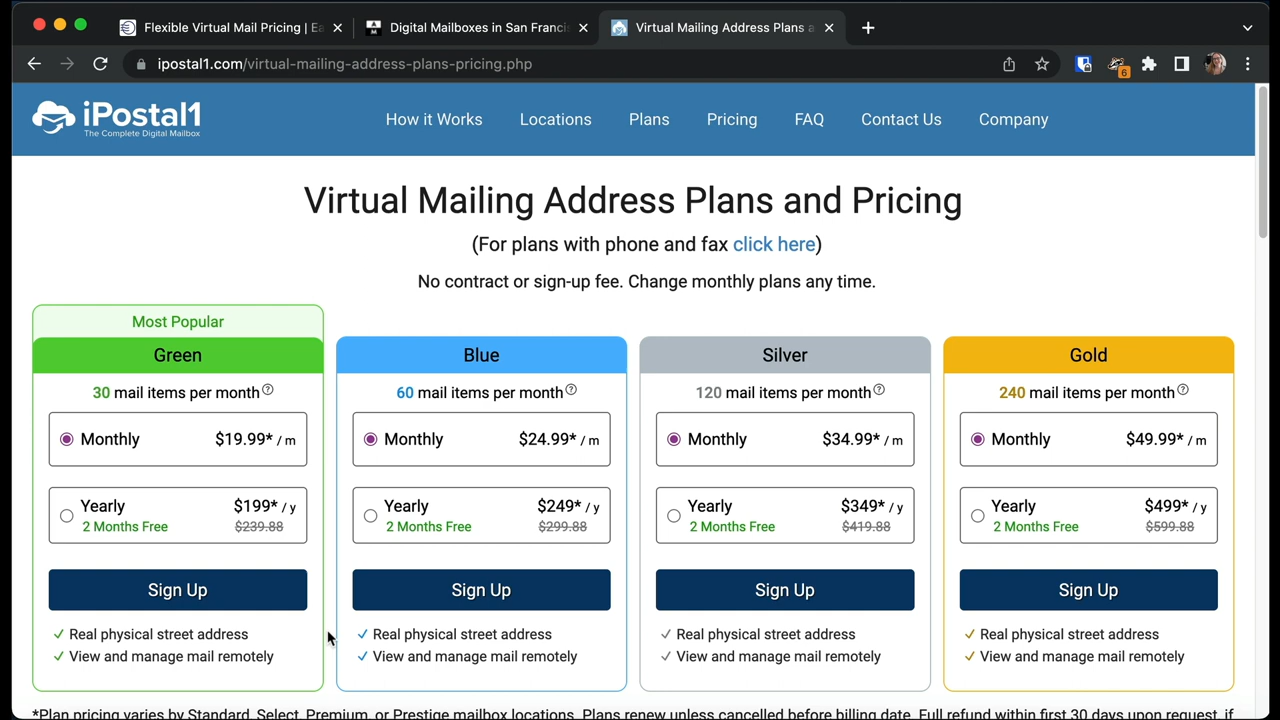 Flexible Virtual Mail Pricing | Ea
Digital Mailboxes in San Francis
Virtual Mailing Address Plans a
ipostal1.com/virtual-mailing-address-plans-pricing.php
6
iPostal1
The Complete Digital Mailbox
How it Works
Locations
Plans
Pricing
FAQ
Contact Us
Company
Virtual Mailing Address Plans and Pricing
(For plans with phone and fax click here)
No contract or sign-up fee. Change monthly plans any time.
Most Popular
Green
30 mail items per month ?
Monthly $19.99* / m
Yearly $199* / y
2 Months Free $239.88
Sign Up
✓ Real physical street address
✓ View and manage mail remotely
Blue
60 mail items per month ?
Monthly $24.99* / m
Yearly $249* / y
2 Months Free $299.88
Sign Up
✓ Real physical street address
✓ View and manage mail remotely
Silver
120 mail items per month ?
Monthly $34.99* / m
Yearly $349* / y
2 Months Free $419.88
Sign Up
✓ Real physical street address
✓ View and manage mail remotely
Gold
240 mail items per month ?
Monthly $49.99* / m
Yearly $499* / y
2 Months Free $599.88
Sign Up
✓ Real physical street address
✓ View and manage mail remotely
*Plan pricing varies by Standard, Select, Premium, or Prestige mailbox locations. Plans renew unless cancelled before billing date. Full refund within first 30 days upon request, if